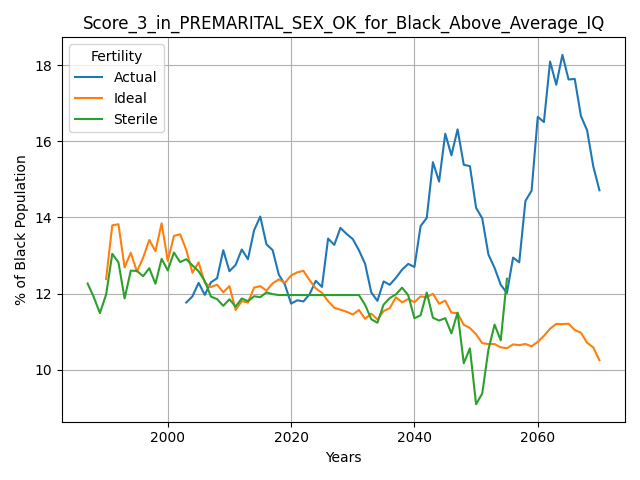 Score_3_in_PREMARITAL_SEX_OK_for_Black_Above_Average_IQ
Fertility
Actual
Ideal
Sterile
% of Black Population
18
16
14
12
10
2000
2020
2040
2060
Years